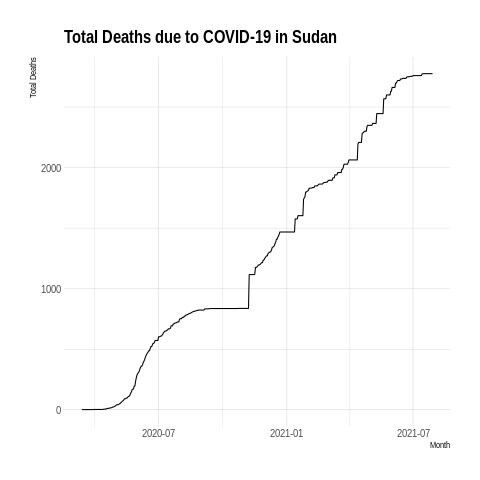 Total Deaths due to COVID-19 in Sudan
Total Deaths
2000
1000
0
2020-07
2021-01
2021-07
Month